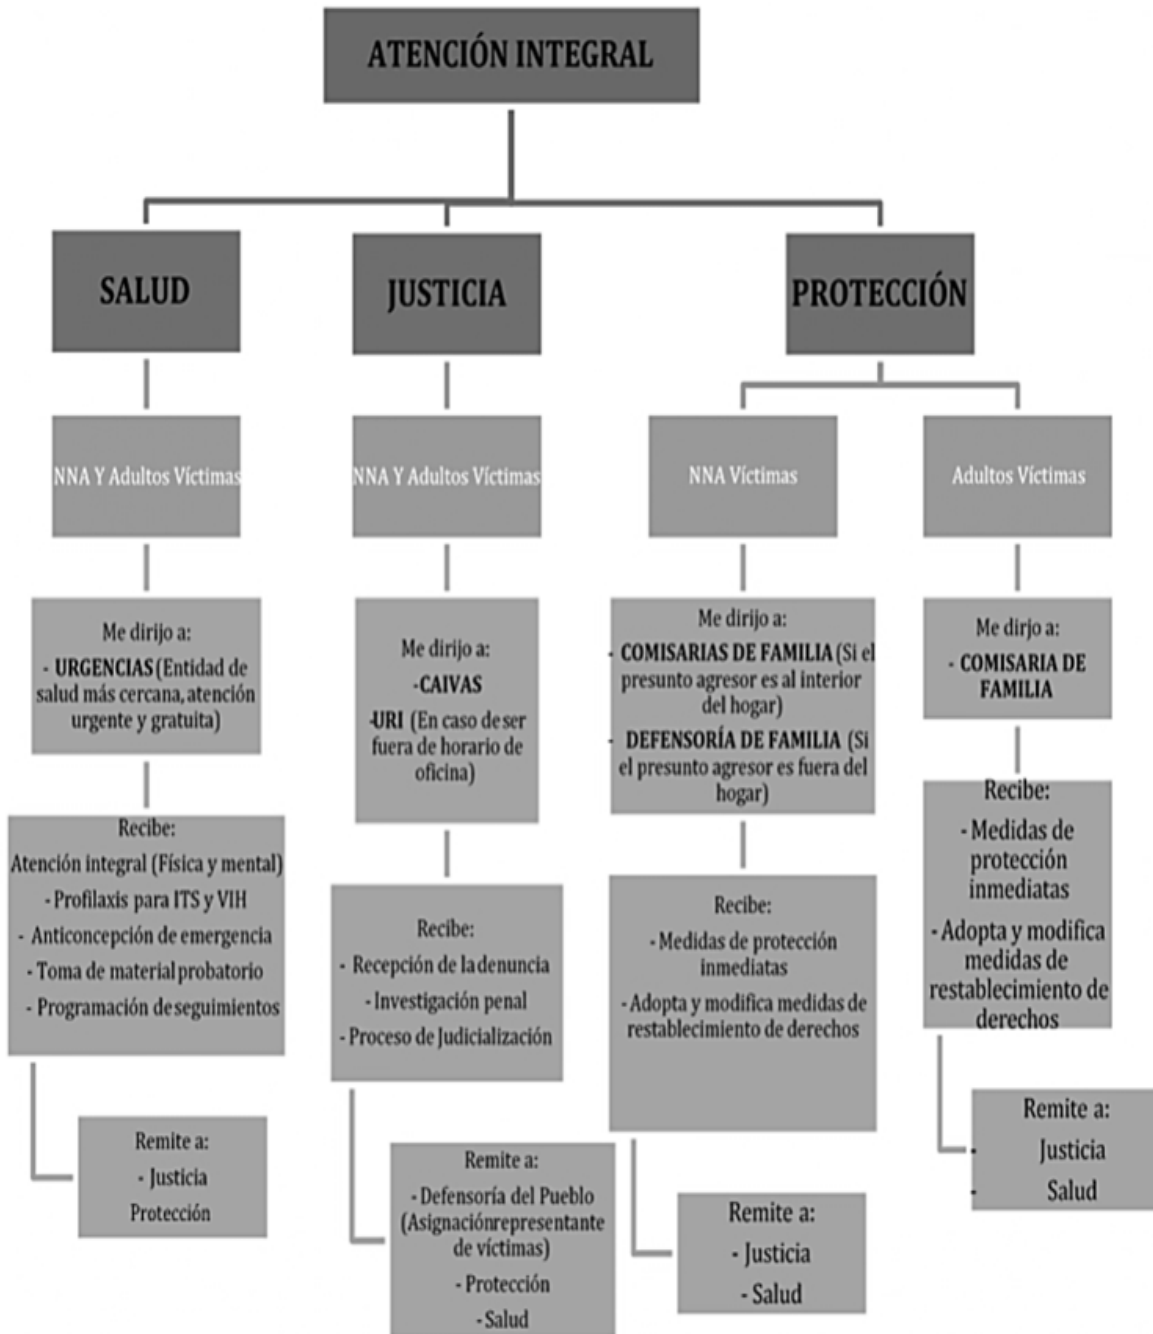 ATENCIÓN INTEGRAL
SALUD
JUSTICIA
PROTECCIÓN
NNA Y Adultos Víctimas
NNA Y Adultos Víctimas
NNA Víctimas
Adultos Víctimas
Me dirijo a:
- URGENCIAS (Entidad de
salud más cercana, atención
urgente y gratuita)
Me dirijo a:
-CAIVAS
-URI (En caso de ser
fuera de horario de
oficina)
Me dirijo a:
- COMISARIAS DE FAMILIA (Si el
presunto agresor es al interior
del hogar)
- DEFENSORÍA DE FAMILIA (Si
el presunto agresor es fuera del
hogar)
Me dirjo a:
- COMISARIA DE
FAMILIA
Recibe:
Atención integral (Física y mental)
- Profilaxis para ITS y VIH
- Anticoncepción de emergencia
- Toma de material probatorio
- Programación de seguimientos
Recibe:
- Recepción de la denuncia
- Investigación penal
- Proceso de Judicialización
Recibe:
- Medidas de protección
inmediatas
- Adopta y modifica medidas de
restablecimiento de derechos
Recibe:
- Medidas de
protección
inmediatas
- Adopta y modifica
medidas de
restablecimiento de
derechos
Remite a:
- Justicia
Protección
Remite a:
- Defensoría del Pueblo
(Asignación representante
de víctimas)
- Protección
- Salud
Remite a:
- Justicia
- Salud
Remite a:
- Justicia
- Salud